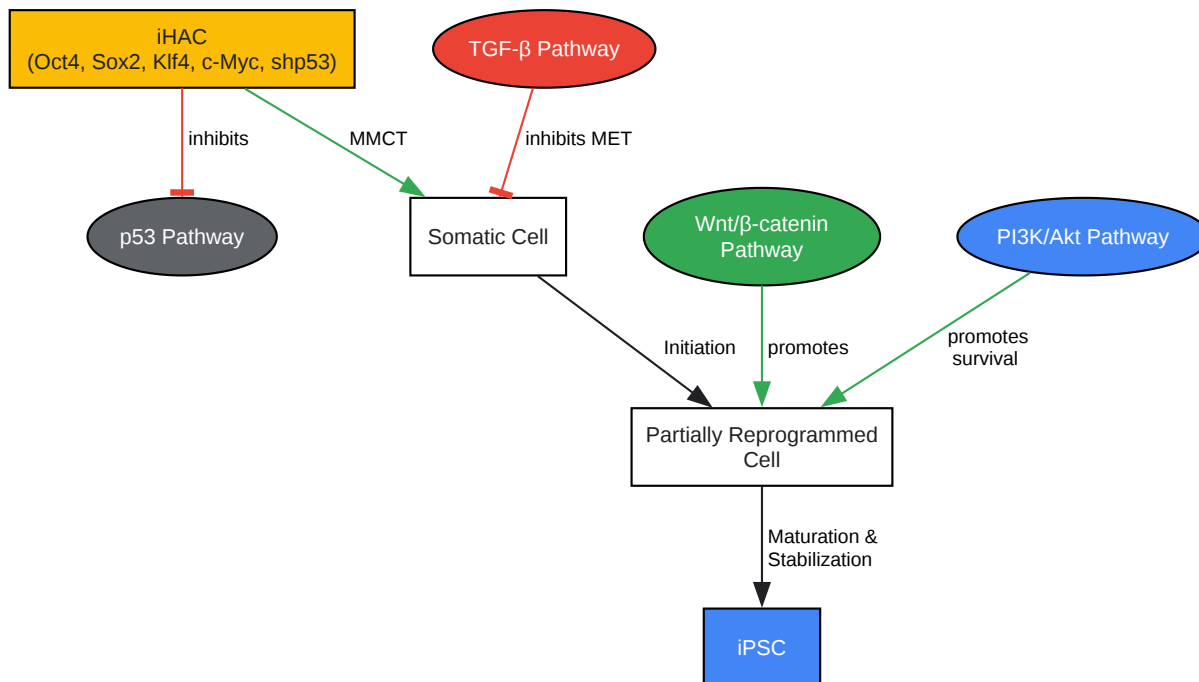 iHAC
(Oct4, Sox2, Klf4, c-Myc, shp53)
TGF-β Pathway
inhibits
MMCT
inhibits MET
p53 Pathway
Somatic Cell
Wnt/β-catenin
Pathway
PI3K/Akt Pathway
Initiation
promotes
promotes
survival
Partially Reprogrammed
Cell
Maturation &
Stabilization
iPSC